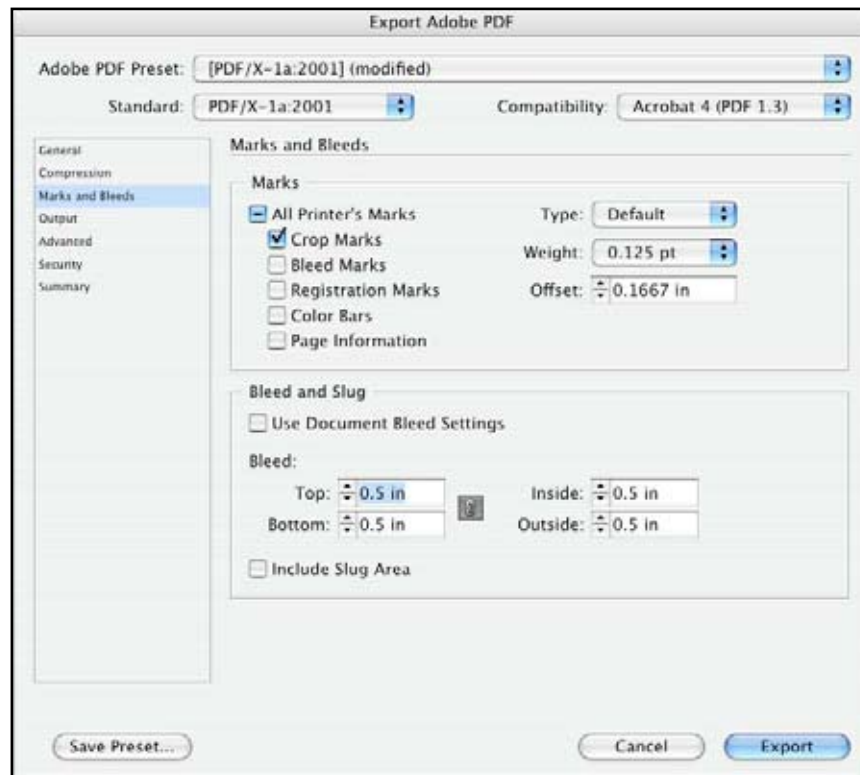 Export Adobe PDF
Adobe PDF Preset: [PDF/X-1a:2001] (modified)
Standard: PDF/X-1a:2001 Compatibility: Acrobat 4 (PDF 1.3)
General
Compression
Marks and Bleeds
Output
Advanced
Security
Summary
Marks and Bleeds
Marks
All Printer's Marks
Crop Marks
Bleed Marks
Registration Marks
Color Bars
Page Information
Type: Default
Weight: 0.125 pt
Offset: 0.1667 in
Bleed and Slug
Use Document Bleed Settings
Bleed:
Top: 0.5 in Inside: 0.5 in
Bottom: 0.5 in Outside: 0.5 in
Include Slug Area
Save Preset... Cancel Export